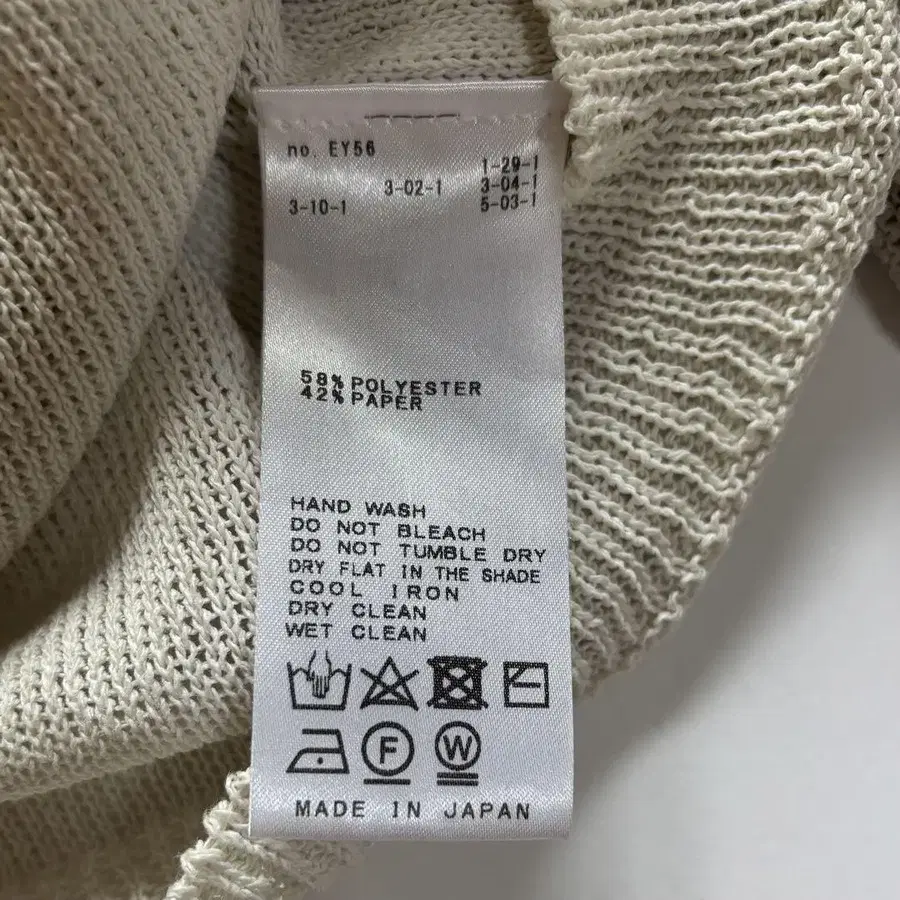 no. EY56
1-29-1
3-02-1 3-04-1
3-10-1 5-03-1
58% POLYESTER
42% PAPER
HAND WASH
DO NOT BLEACH
DO NOT TUMBLE DRY
DRY FLAT IN THE SHADE
COOL IRON
DRY CLEAN
WET CLEAN
F W
MADE IN JAPAN